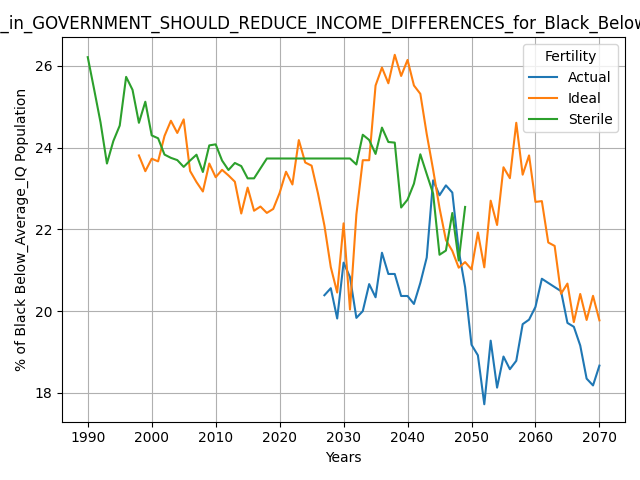 _in_GOVERNMENT_SHOULD_REDUCE_INCOME_DIFFERENCES_for_Black_Below
Fertility
Actual
Ideal
Sterile
% of Black Below_Average_IQ Population
26
24
22
20
18
1990
2000
2010
2020
2030
2040
2050
2060
2070
Years